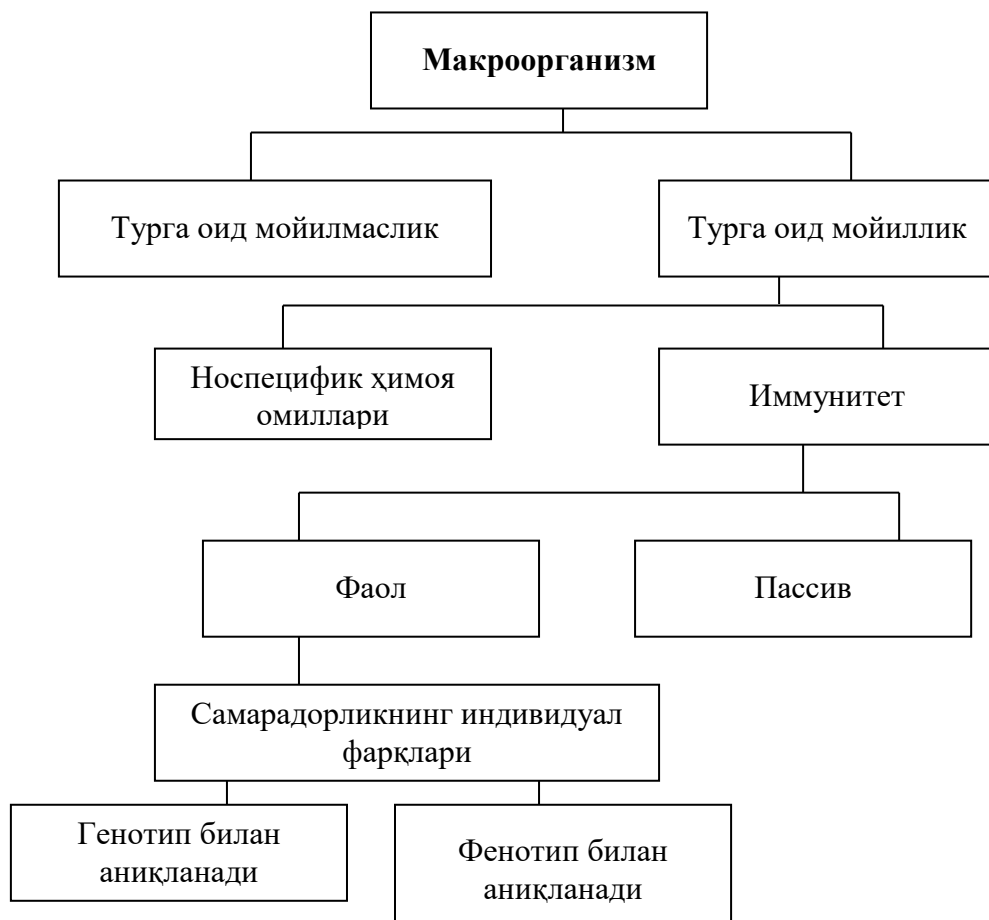 Макроорганизм
Турга оид мойилмаслик
Турга оид мойиллик
Носпецифик ҳимоя
омиллари
Иммунитет
Фаол
Пассив
Самарадорликнинг индивидуал
фарқлари
Генотип билан
аниқланади
Фенотип билан
аниқланади